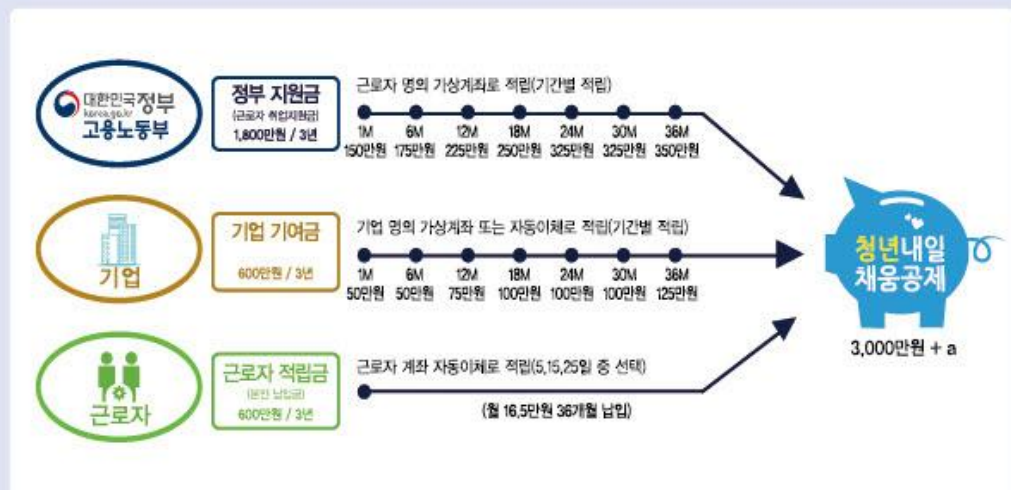 대한민국정부
korea.go.kr
고용노동부
정부 지원금
(근로자 취업지원금)
1,800만원 / 3년
근로자 명의 가상계좌로 적립(기간별 적립)
1M 6M 12M 18M 24M 30M 36M
150만원 175만원 225만원 250만원 325만원 325만원 350만원
기업
기업 기여금
600만원 / 3년
기업 명의 가상계좌 또는 자동이체로 적립(기간별 적립)
1M 6M 12M 18M 24M 30M 36M
50만원 50만원 75만원 100만원 100만원 100만원 125만원
근로자
근로자 적립금
(본인 납입금)
600만원 / 3년
근로자 계좌 자동이체로 적립(5,15,25일 중 선택)
(월 16,5만원 36개월 납입)
청년내일
채움공제
3,000만원 + a